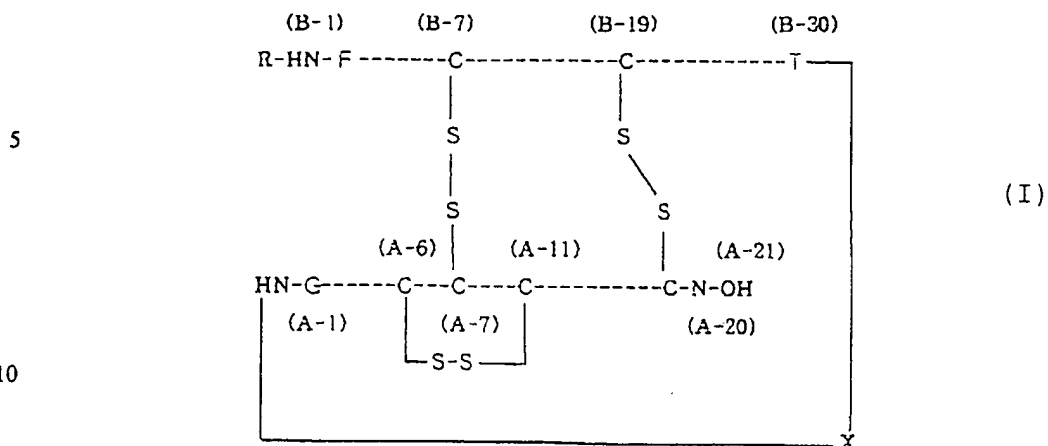 (B-1) (B-7) (B-19) (B-30)
R-HN-F----------C----------------C----------------T
5 S S
(I)
S S
(A-6) (A-11) (A-21)
HN-G--------C---C----C------------C-N-OH
(A-1) (A-7) (A-20)
S-S
10
X